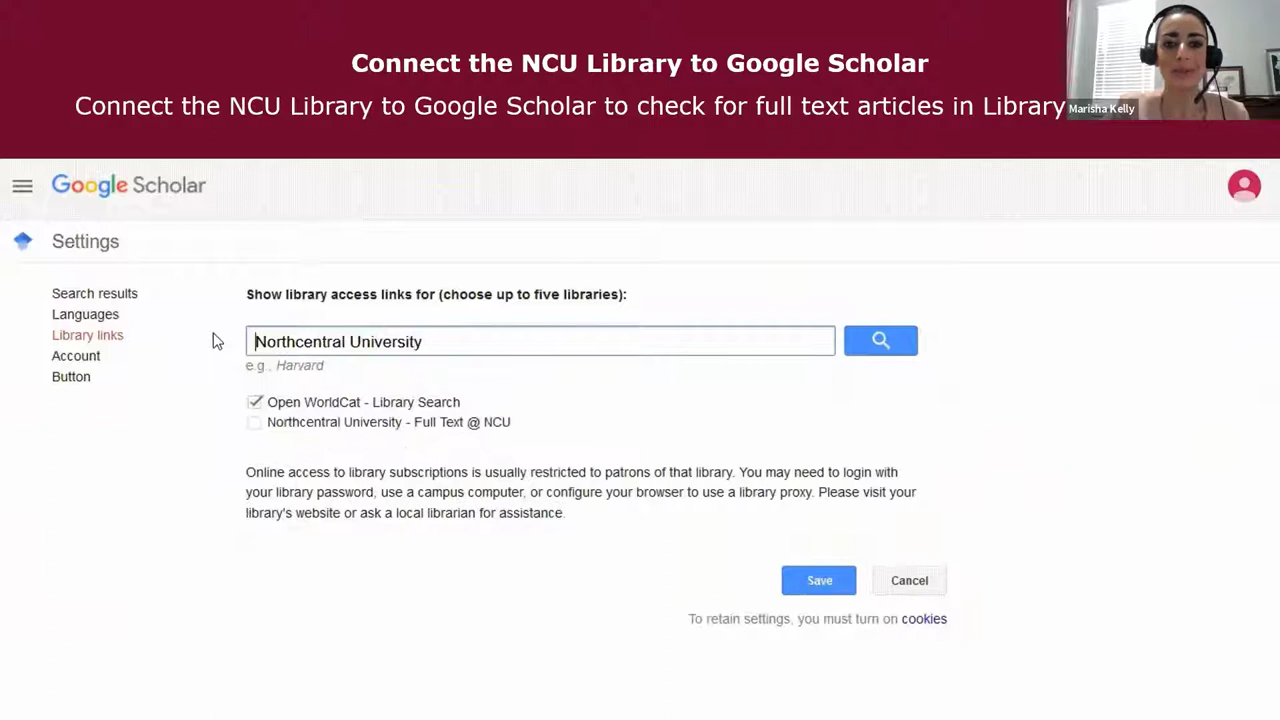 Connect the NCU Library to Google Scholar
Connect the NCU Library to Google Scholar to check for full text articles in Library
Marisha Kelly
Google Scholar
Settings
Search results
Languages
Library links
Account
Button
Show library access links for (choose up to five libraries):
Northcentral University
e.g., Harvard
Open WorldCat - Library Search
Northcentral University - Full Text @ NCU
Online access to library subscriptions is usually restricted to patrons of that library. You may need to login with
your library password, use a campus computer, or configure your browser to use a library proxy. Please visit your
library's website or ask a local librarian for assistance.
Save
Cancel
To retain settings, you must turn on cookies